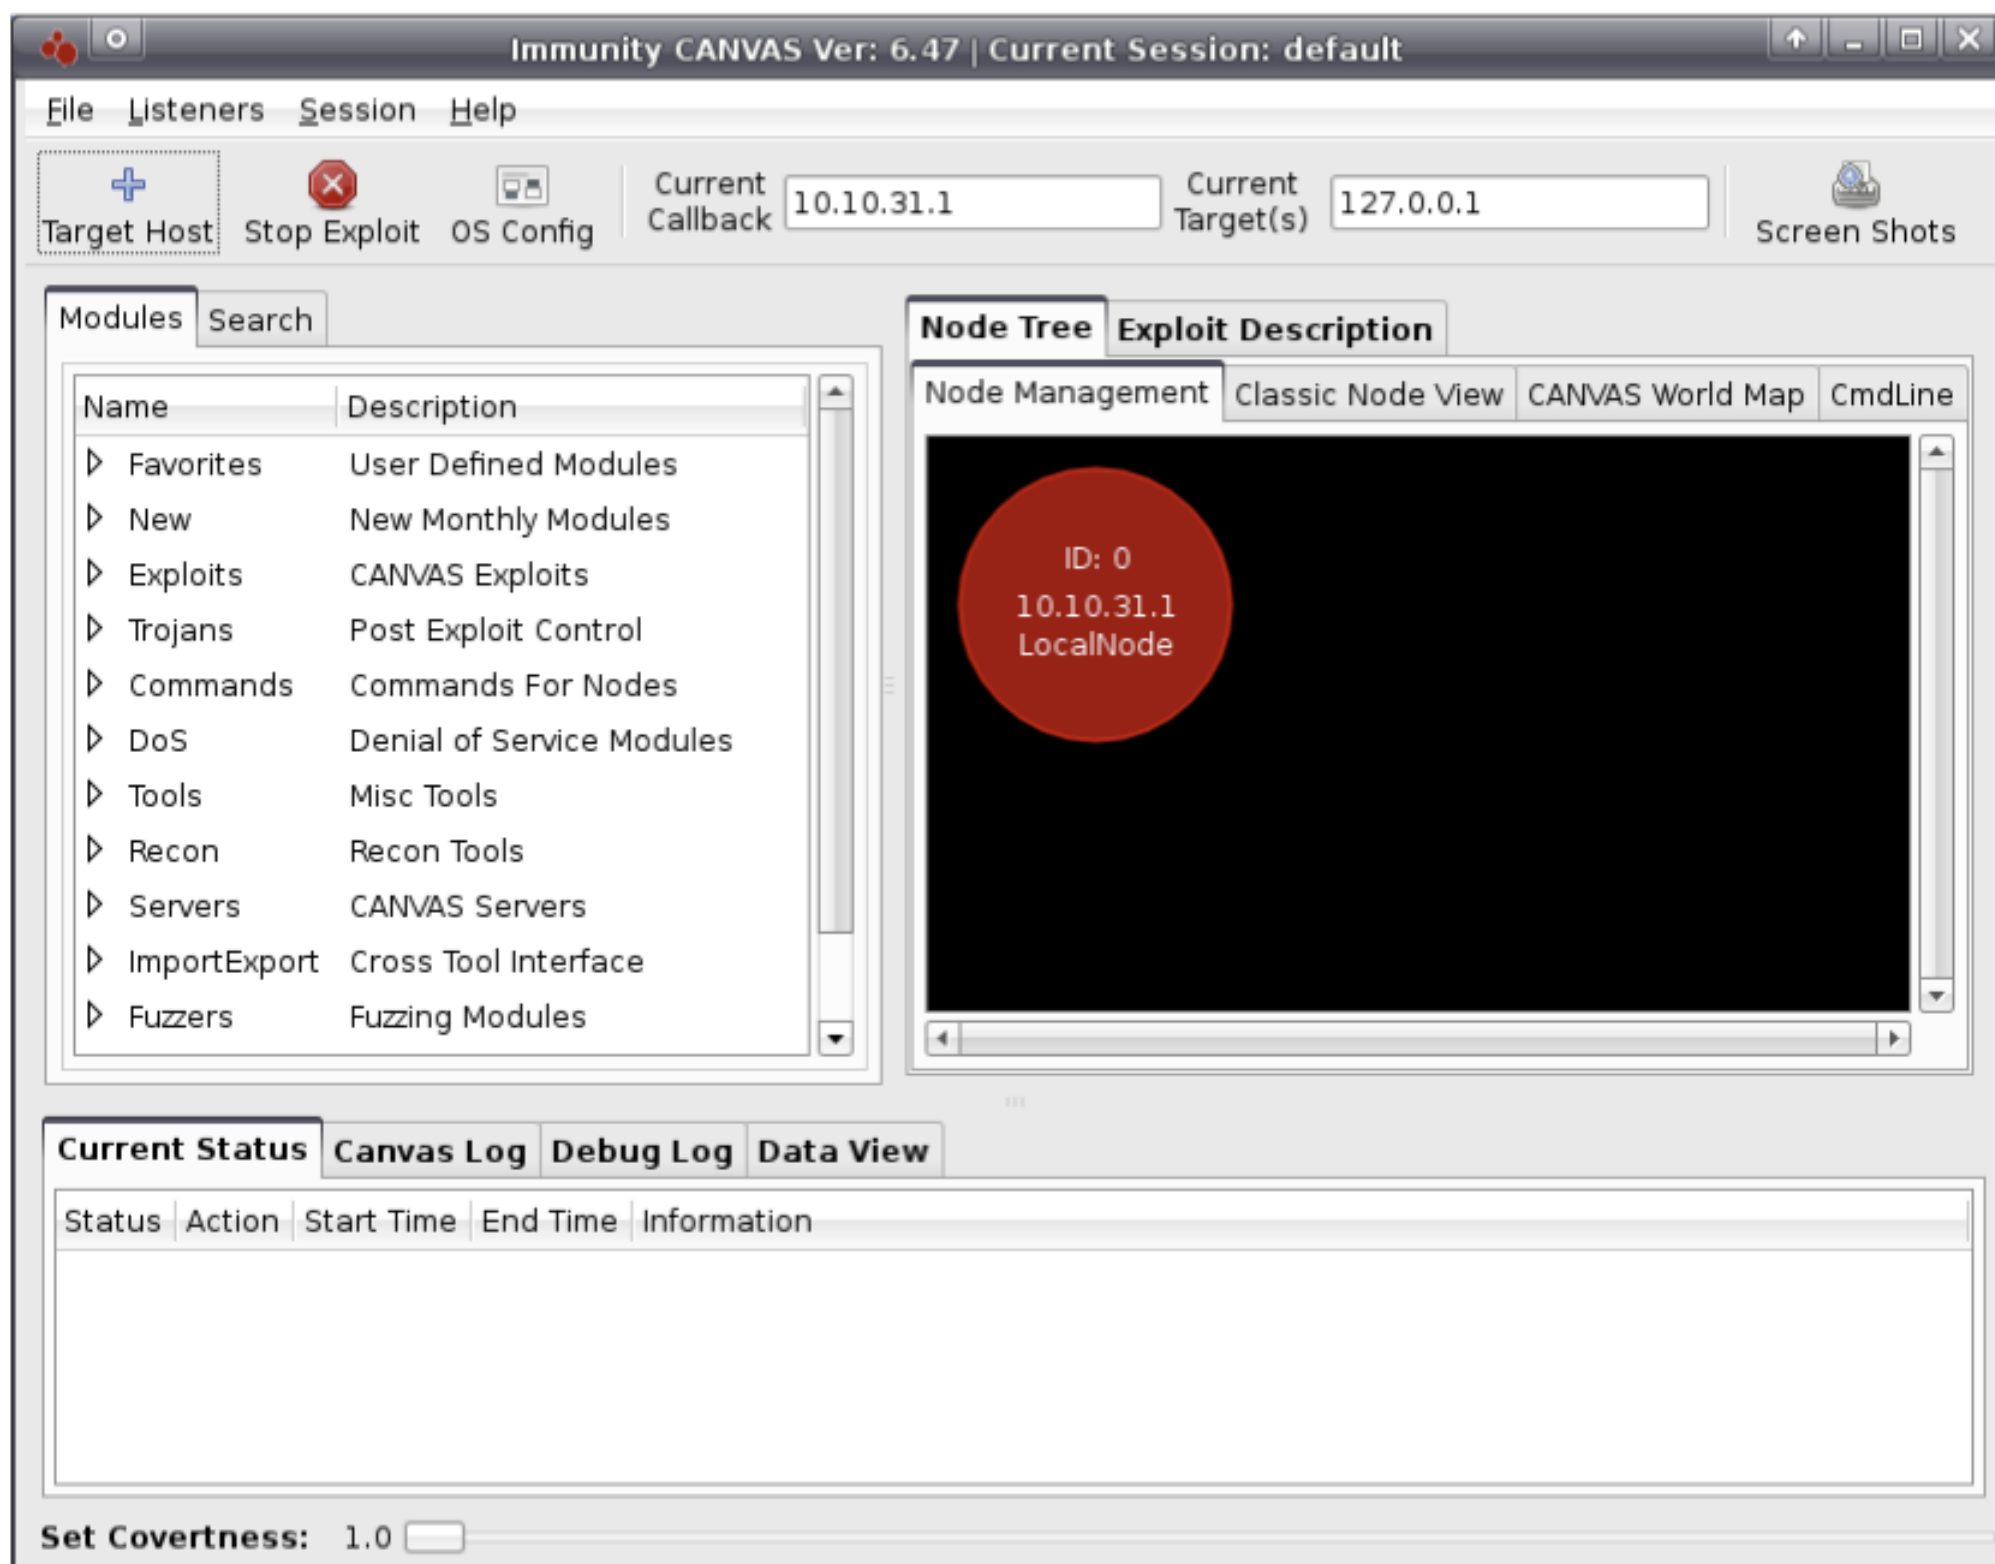 Immunity CANVAS Ver: 6.47 | Current Session: default
File Listeners Session Help
Target Host Stop Exploit OS Config Current Callback 10.10.31.1 Current Target(s) 127.0.0.1 Screen Shots
Modules Search
Name Description
Favorites User Defined Modules
New New Monthly Modules
Exploits CANVAS Exploits
Trojans Post Exploit Control
Commands Commands For Nodes
DoS Denial of Service Modules
Tools Misc Tools
Recon Recon Tools
Servers CANVAS Servers
ImportExport Cross Tool Interface
Fuzzers Fuzzing Modules
Node Tree Exploit Description
Node Management Classic Node View CANVAS World Map CmdLine
ID: 0
10.10.31.1
LocalNode
Current Status Canvas Log Debug Log Data View
Status Action Start Time End Time Information
Set Covertness: 1.0